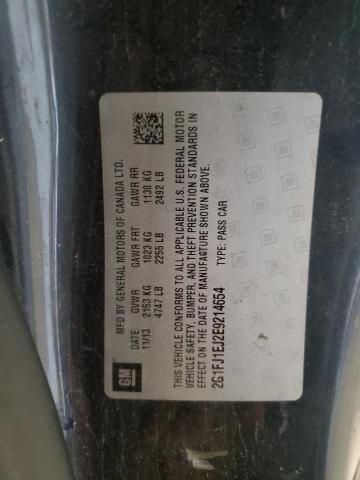 GM
MFD BY GENERAL MOTORS OF CANADA LTD.
11/13 GVWR GAWR FRT GAWR RR
2153 KG 1023 KG 1130 KG
4747 LB 2255 LB 2492 LB
THIS VEHICLE CONFORMS TO ALL APPLICABLE U.S. FEDERAL MOTOR
VEHICLE SAFETY, BUMPER, AND THEFT PREVENTION STANDARDS IN
EFFECT ON THE DATE OF MANUFACTURE SHOWN ABOVE.
2G1FJ1EJ2E9214654 TYPE: PASS CAR